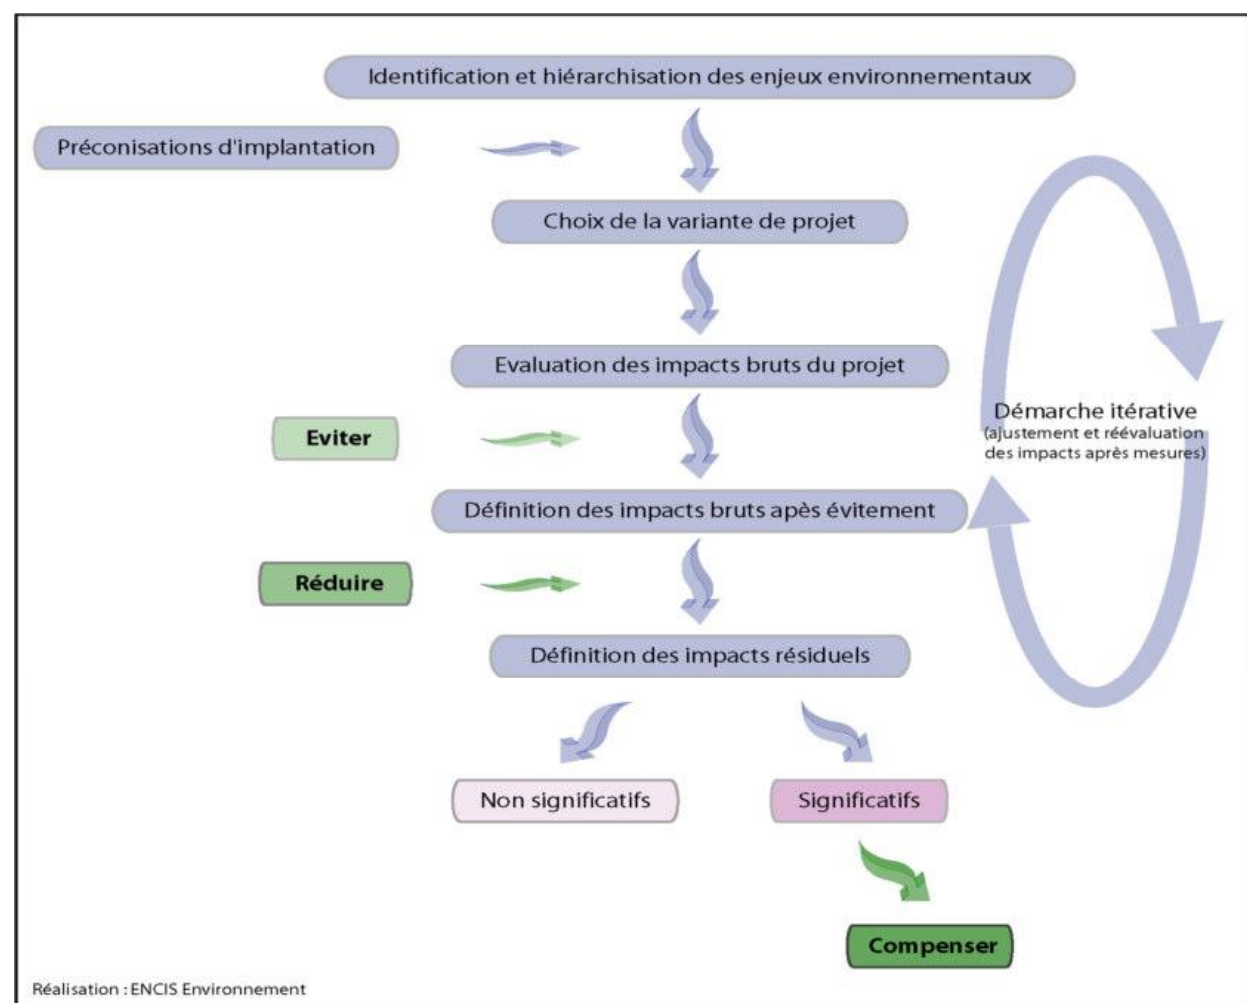 Identification et hiérarchisation des enjeux environnementaux
Préconisations d'implantation
Choix de la variante de projet
Evaluation des impacts bruts du projet
Démarche itérative
(ajustement et réévaluation
des impacts après mesures)
Eviter
Définition des impacts bruts apès évitement
Réduire
Définition des impacts résiduels
Non significatifs
Significatifs
Compenser
Réalisation : ENCIS Environnement